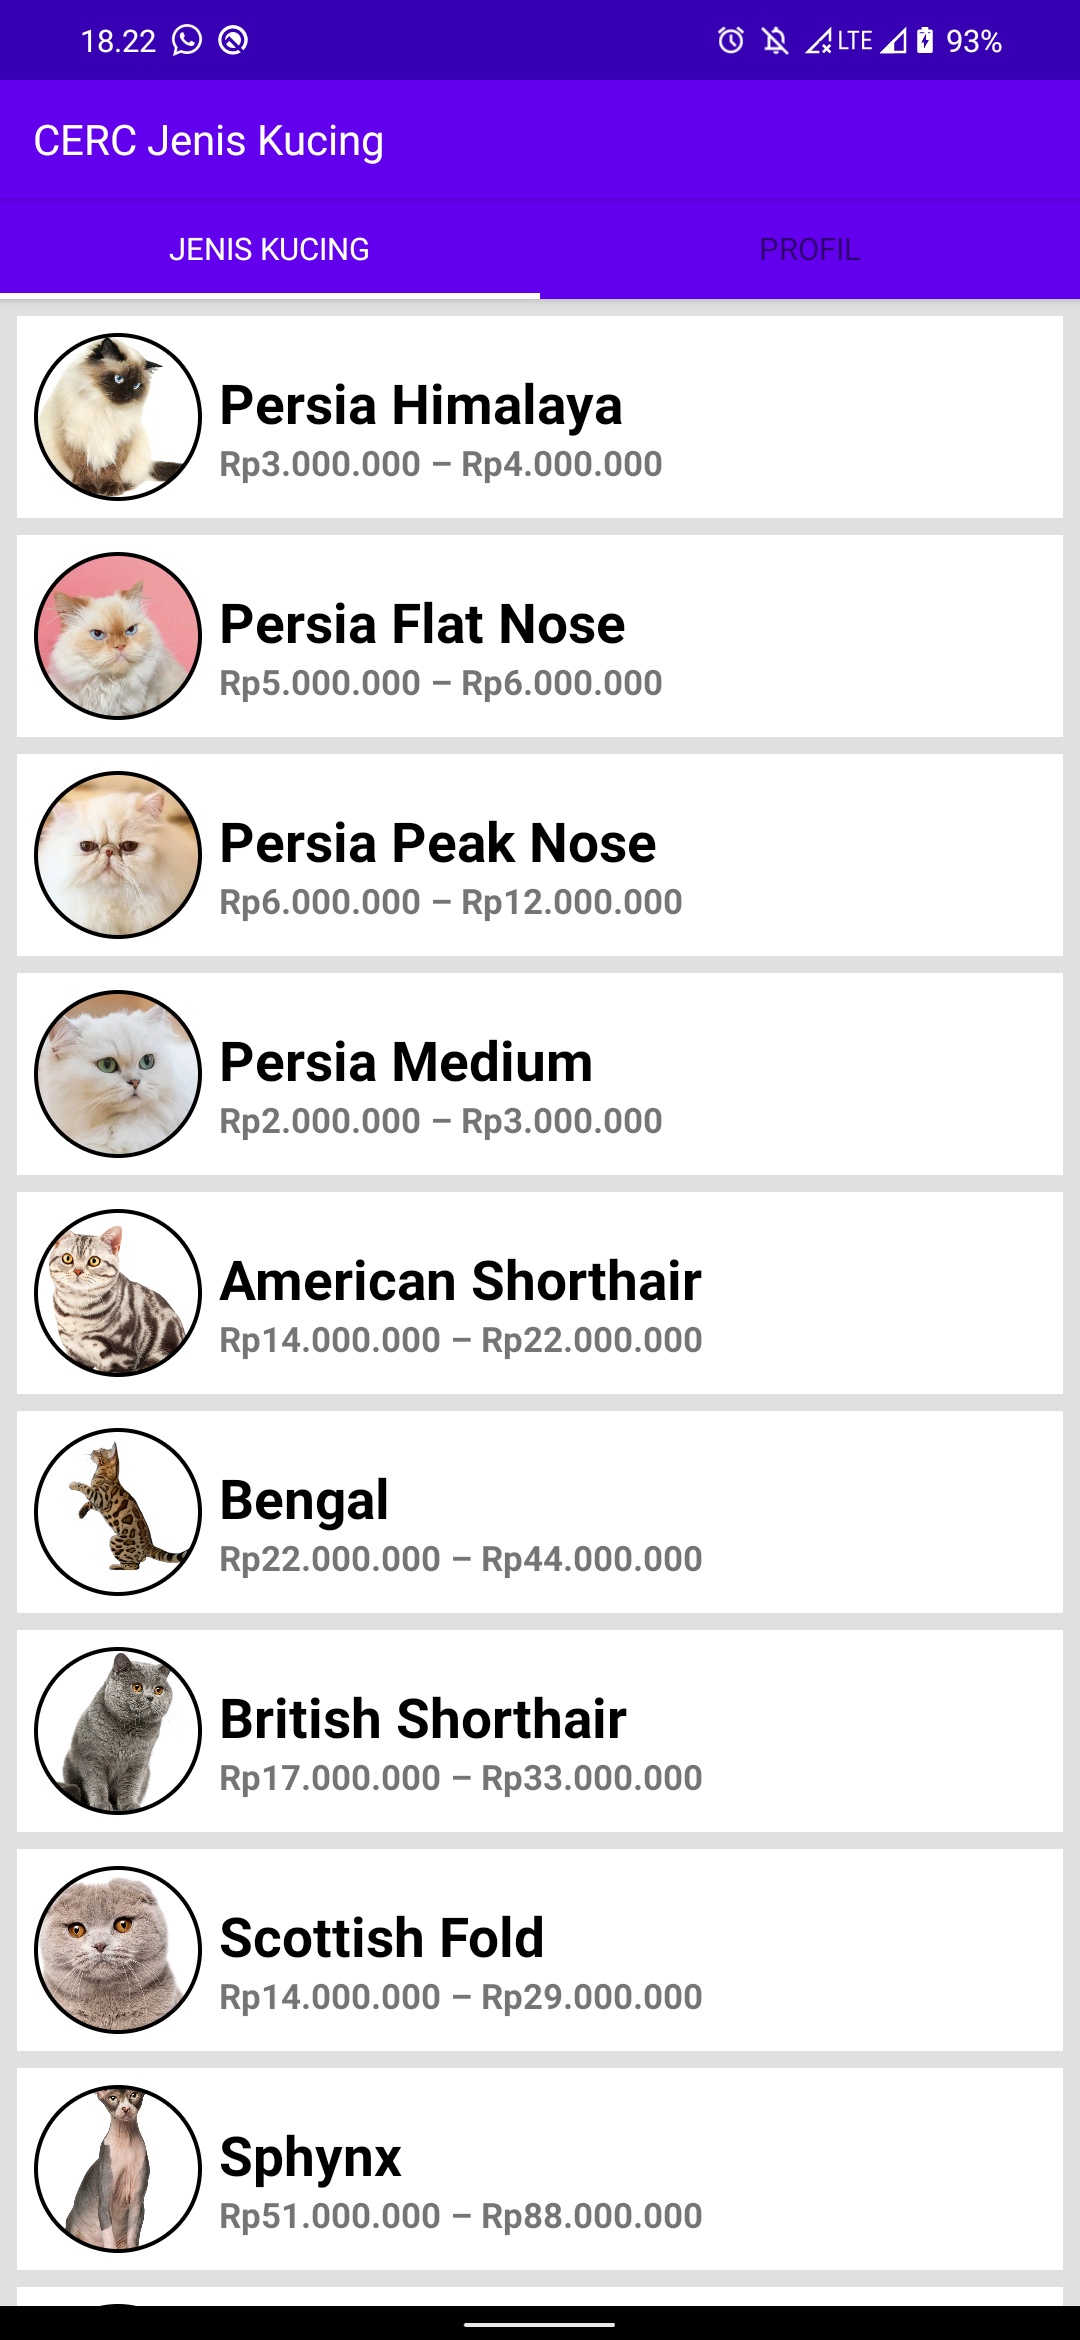 18.22 LTE 93%
CERC Jenis Kucing
JENIS KUCING PROFIL
Persia Himalaya
Rp3.000.000 – Rp4.000.000
Persia Flat Nose
Rp5.000.000 – Rp6.000.000
Persia Peak Nose
Rp6.000.000 – Rp12.000.000
Persia Medium
Rp2.000.000 – Rp3.000.000
American Shorthair
Rp14.000.000 – Rp22.000.000
Bengal
Rp22.000.000 – Rp44.000.000
British Shorthair
Rp17.000.000 – Rp33.000.000
Scottish Fold
Rp14.000.000 – Rp29.000.000
Sphynx
Rp51.000.000 – Rp88.000.000